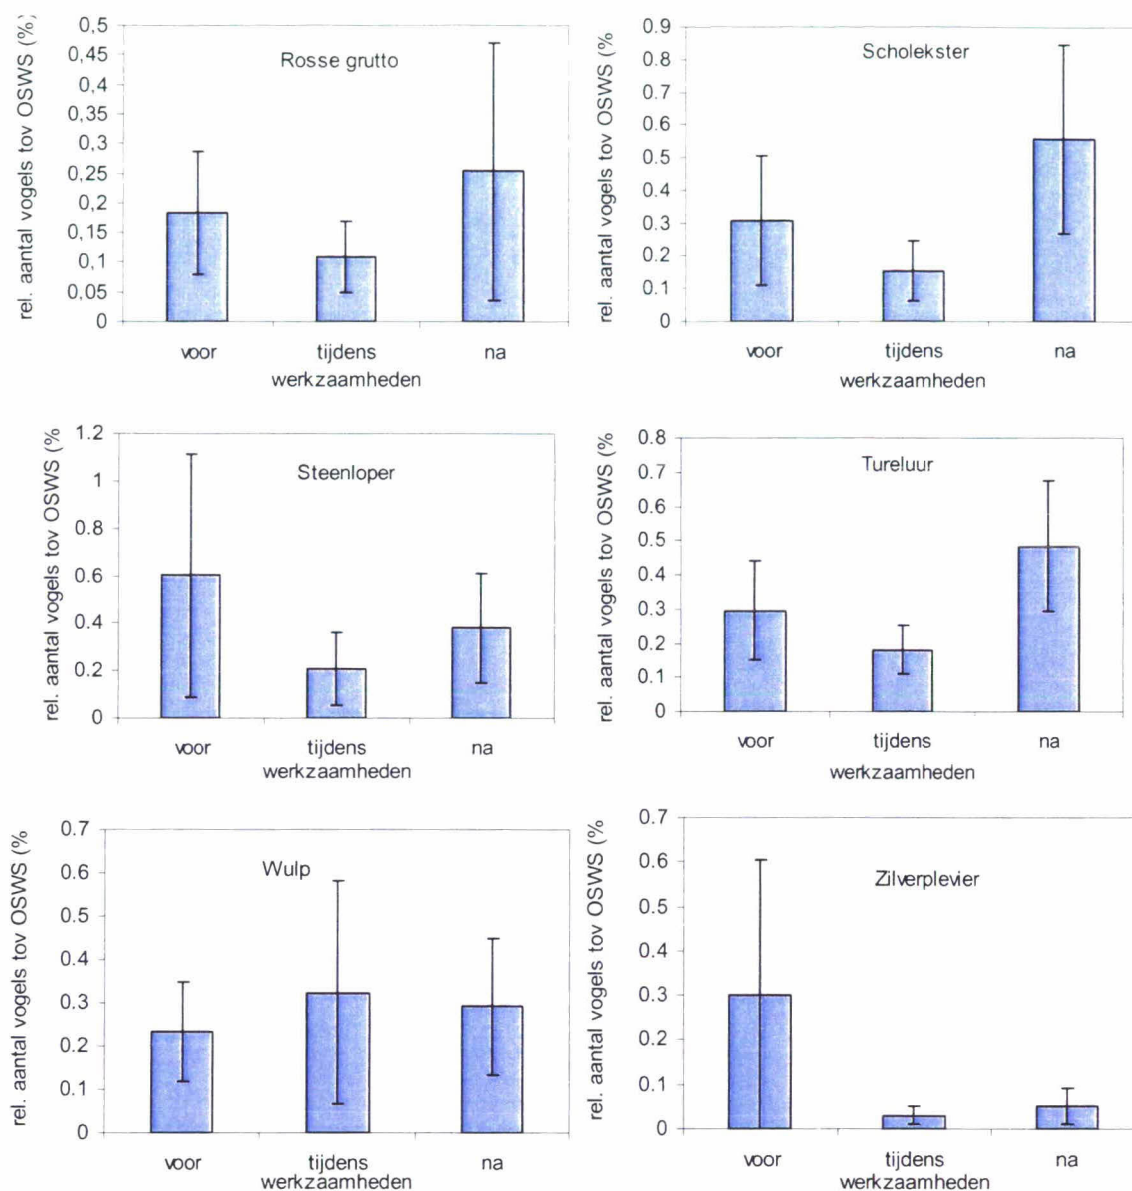 rel. aantal vogels tov OSWS (%)
Rosse grutto
0,5
0,45
0,4
0,35
0,3
0,25
0,2
0,15
0,1
0,05
0
voor tijdens na
werkzaamheden
rel. aantal vogels tov OSWS (%
Scholekster
0.9
0.8
0.7
0.6
0.5
0.4
0.3
0.2
0.1
0
voor tijdens na
werkzaamheden
rel. aantal vogels tov OSWS (%
Steenloper
1.2
1
0.8
0.6
0.4
0.2
0
voor tijdens na
werkzaamheden
rel. aantal vogels tov OSWS (%
Tureluur
0.8
0.7
0.6
0.5
0.4
0.3
0.2
0.1
0
voor tijdens na
werkzaamheden
rel. aantal vogels tov OSWS (%
Wulp
0.7
0.6
0.5
0.4
0.3
0.2
0.1
0
voor tijdens na
werkzaamheden
rel. aantal vogels tov OSWS (%
Zilverplevier
0.7
0.6
0.5
0.4
0.3
0.2
0.1
0
voor tijdens na
werkzaamheden